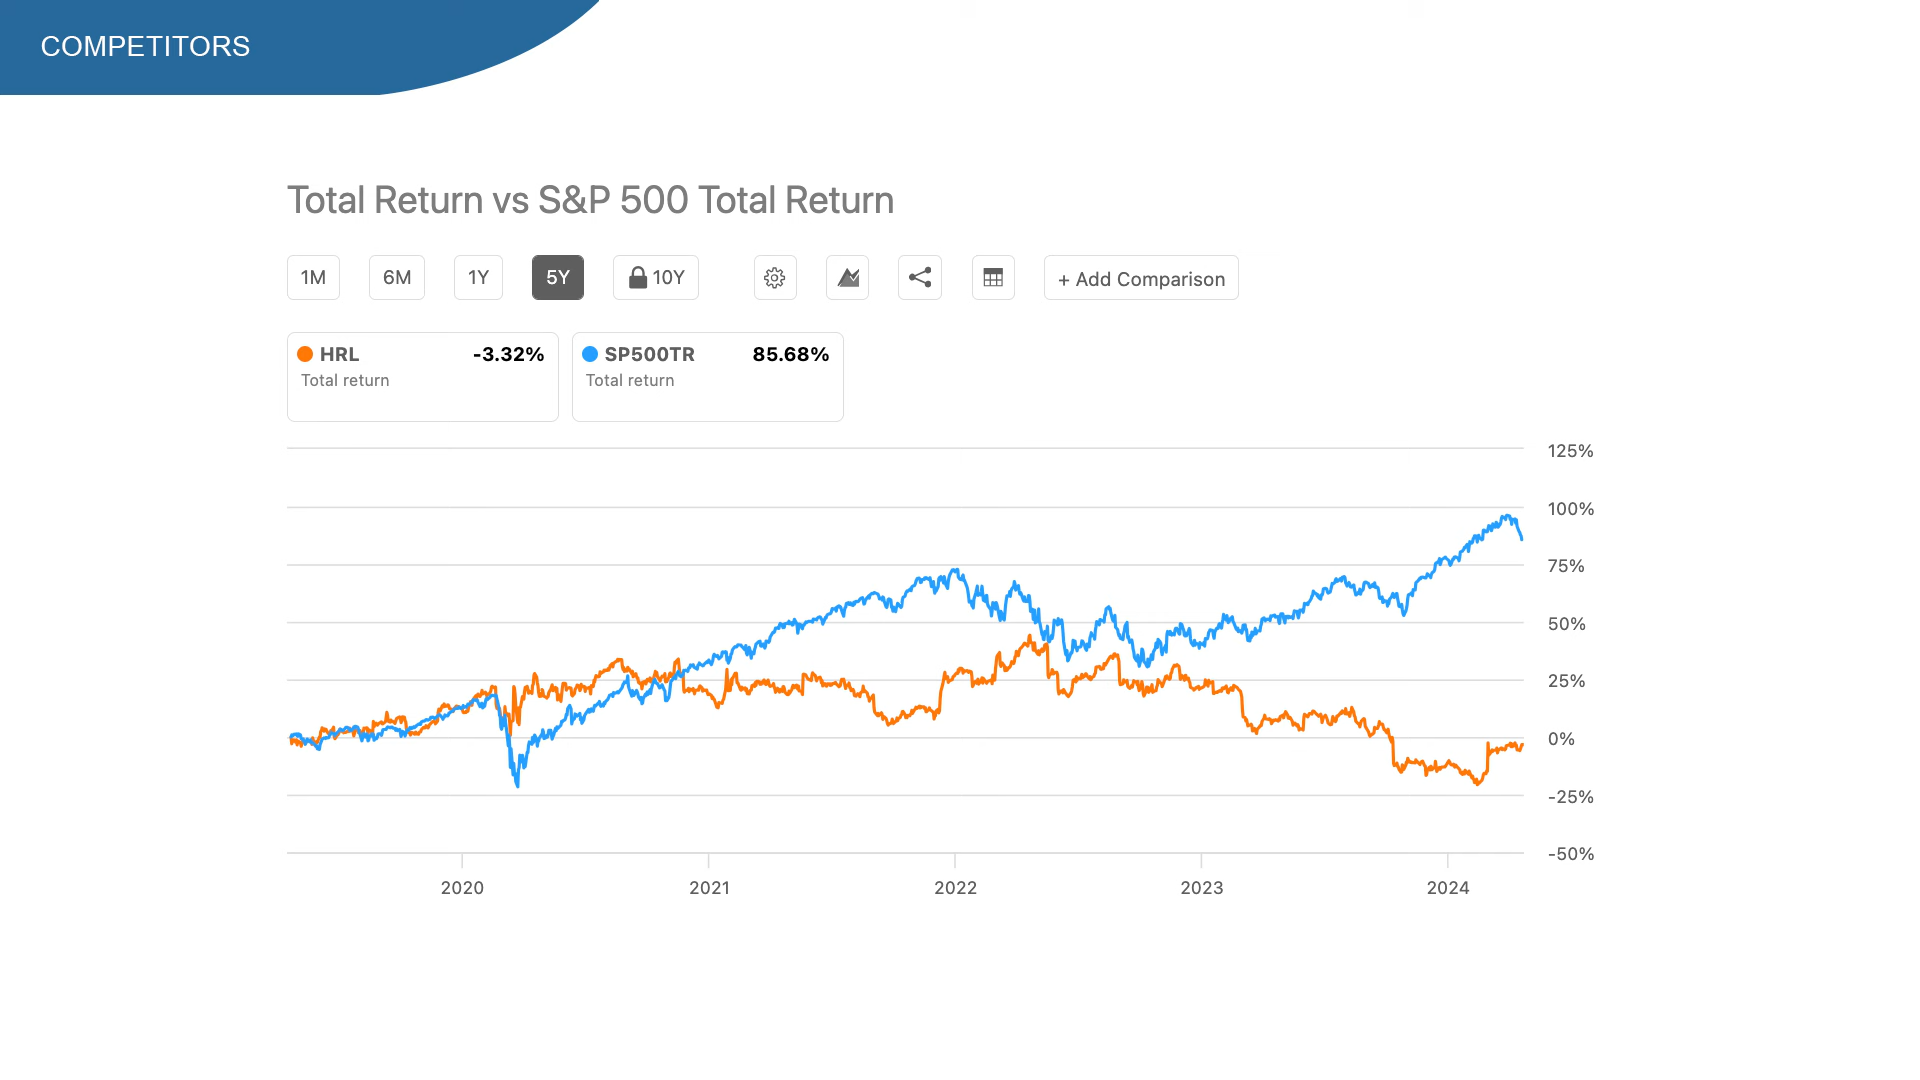 COMPETITORS
Total Return vs S&P 500 Total Return
1M 6M 1Y 5Y 10Y + Add Comparison
HRL -3.32% SP500TR 85.68%
Total return Total return
125%
100%
75%
50%
25%
0%
-25%
-50%
2020 2021 2022 2023 2024